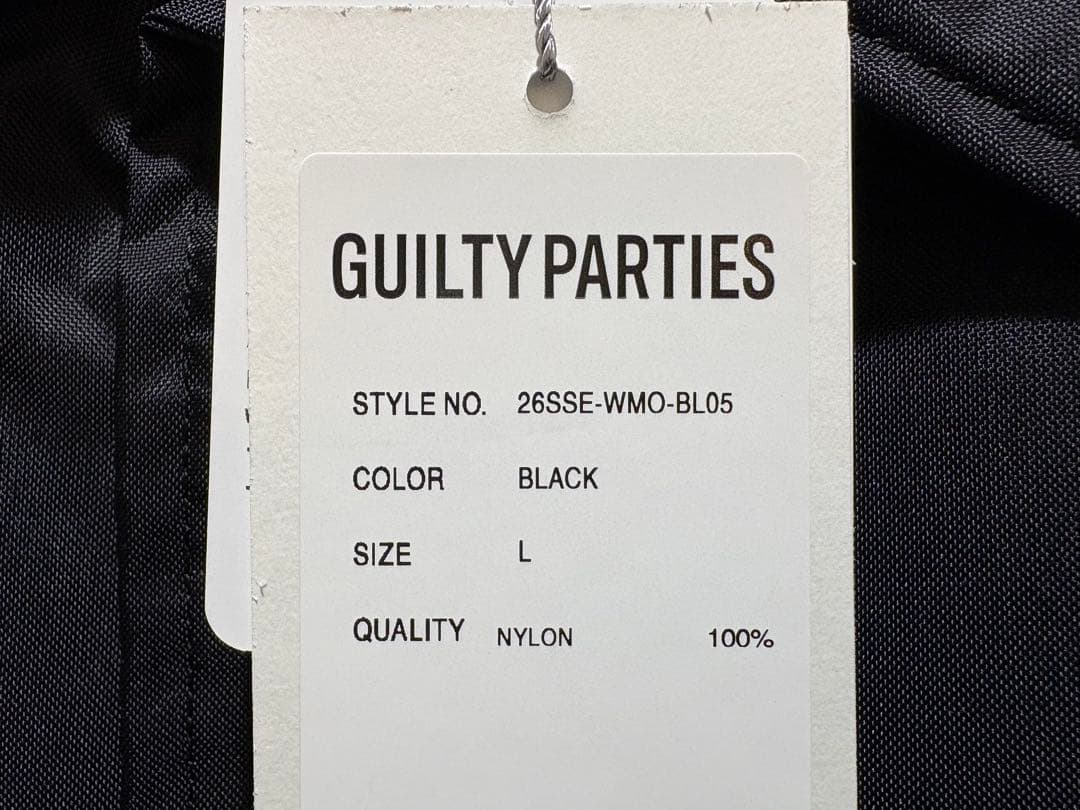 GUILTY PARTIES
STYLE NO. 26SSE-WMO-BL05
COLOR BLACK
SIZE L
QUALITY NYLON 100%